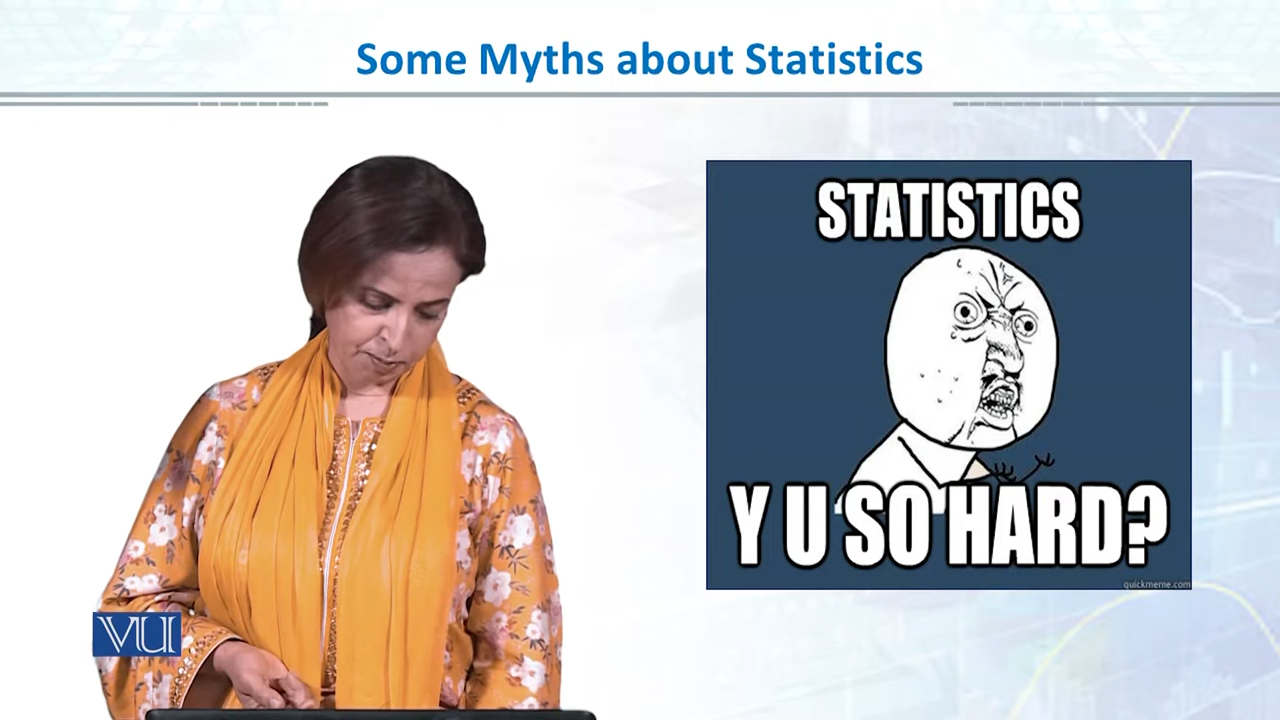 Some Myths about Statistics
STATISTICS
Y U SO HARD?
quickmeme.com
VU